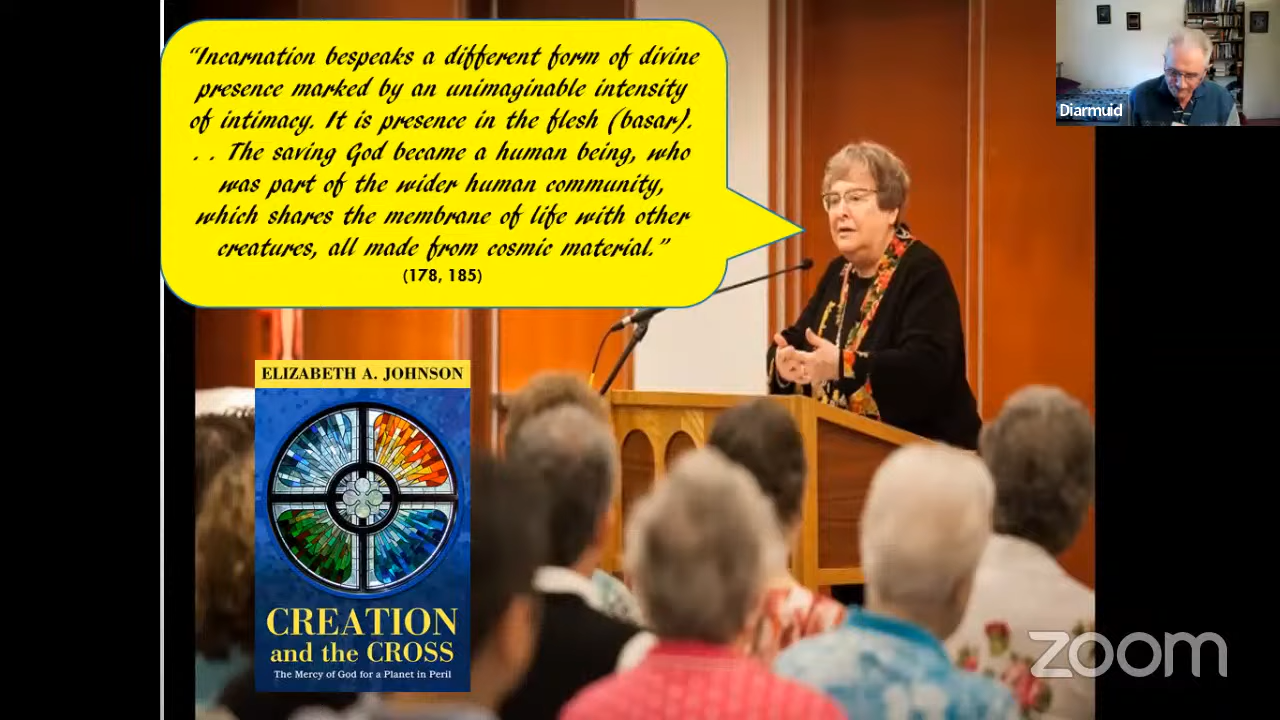 “Incarnation bespeaks a different form of divine
presence marked by an unimaginable intensity
of intimacy. It is presence in the flesh (basar).
. . The saving God became a human being, who
was part of the wider human community,
which shares the membrane of life with other
creatures, all made from cosmic material.”
(178, 185)
Diarmuid
ELIZABETH A. JOHNSON
CREATION
and the CROSS
The Mercy of God for a Planet in Peril
zoom